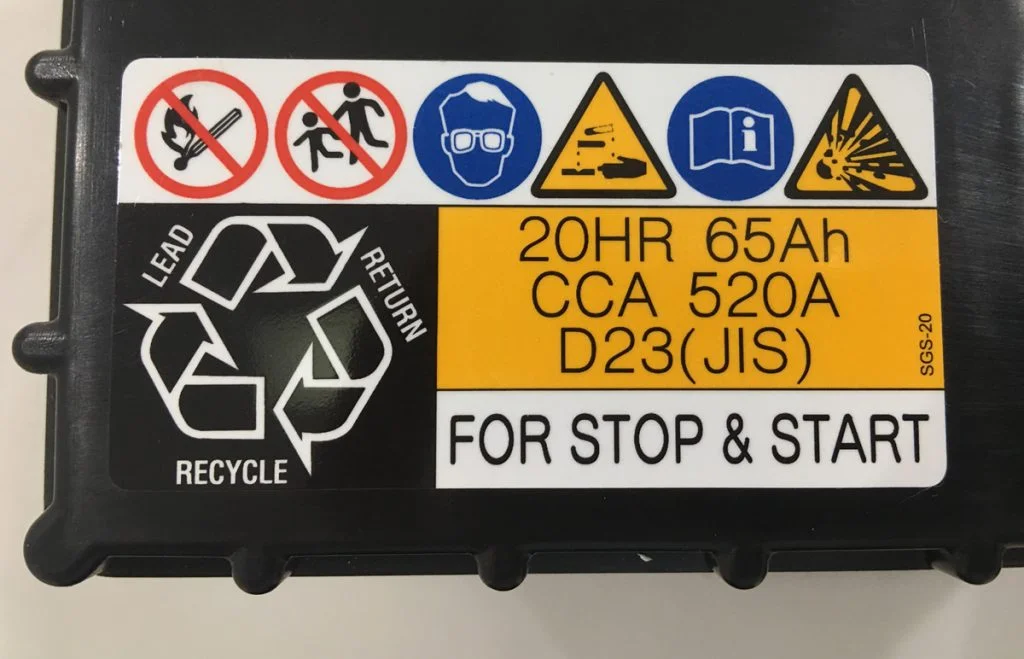 LEAD
RETURN
RECYCLE
20HR 65Ah
CCA 520A
D23(JIS)
SGS-20
FOR STOP & START